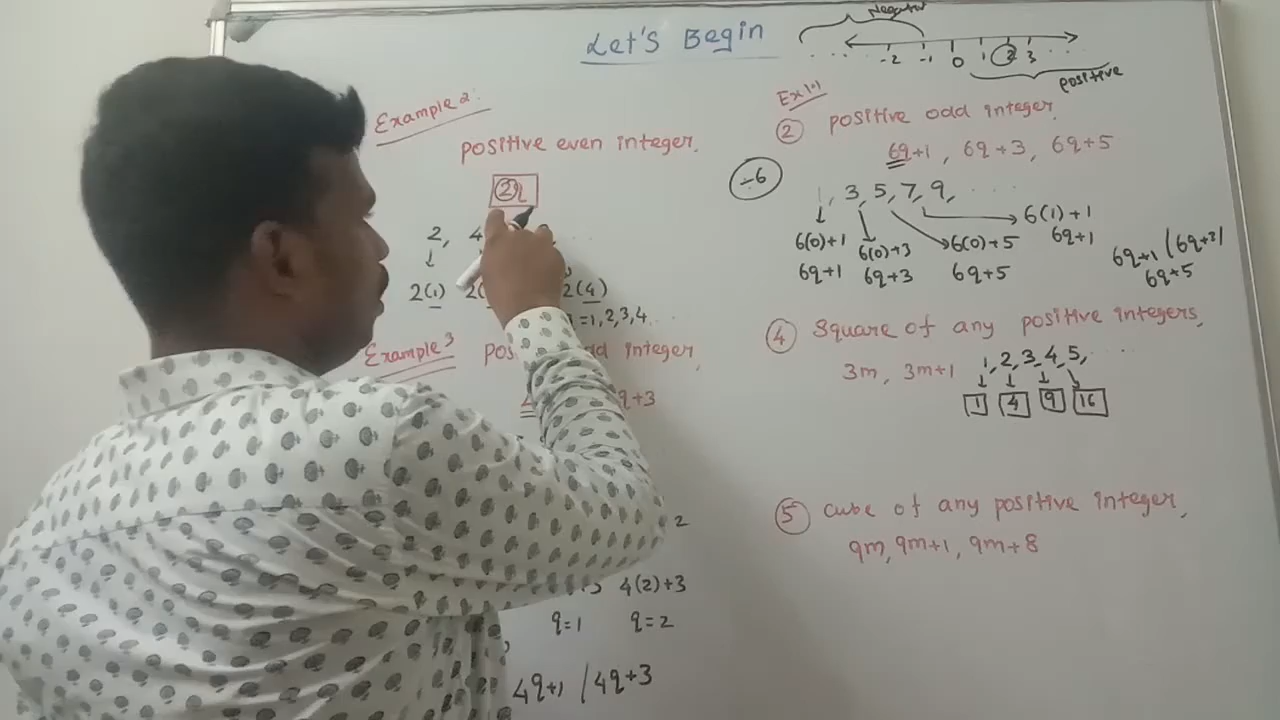 Let's Begin
Negative
-2 -1 0 1 2 3
positive
Example 2:
positive even integer.
2q
2, 4
2(1) 2( 2(4)
=1,2,3,4
Example 3
odd integer,
q+3
2
4(2)+3
q=1 q=2
4q+1 / 4q+3
Ex 1.1
② positive odd integer.
6q+1, 6q+3, 6q+5
÷6
1, 3, 5, 7, 9,
6(0)+1 6(0)+3 6(0)+5 6(1)+1
6q+1 6q+3 6q+5 6q+1
6q+1 / 6q+3 /
6q+5
④ Square of any positive integers,
3m, 3m+1 1, 2, 3, 4, 5,
1 4 9 16
⑤ cube of any positive integer,
9m, 9m+1, 9m+8